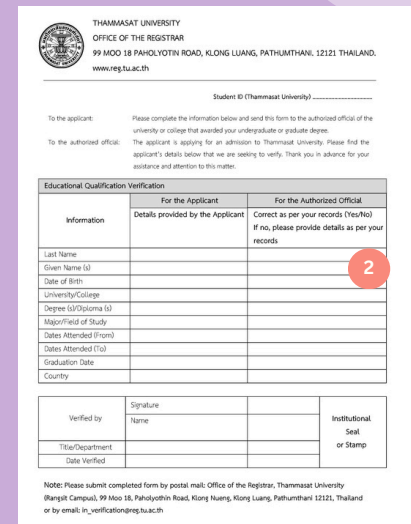 THAMMASAT UNIVERSITY
OFFICE OF THE REGISTRAR
99 MOO 18 PAHOLYOTIN ROAD, KLONG LUANG, PATHUMTHANI. 12121 THAILAND.
www.reg.tu.ac.th
Student ID (Thammasat University) ..............................
To the applicant: Please complete the information below and send this form to the authorized official of the
university or college that awarded your undergraduate or graduate degree.
To the authorized official: The applicant is applying for an admission to Thammasat University. Please find the
applicant's details below that we are seeking to verify. Thank you in advance for your
assistance and attention to this matter.
Educational Qualification Verification
Information
For the Applicant
Details provided by the Applicant
For the Authorized Official
Correct as per your records (Yes/No)
If no, please provide details as per your
records
Last Name
Given Name (s)
2
Date of Birth
University/College
Degree (s)/Diploma (s)
Major/Field of Study
Dates Attended (From)
Dates Attended (To)
Graduation Date
Country
Verified by
Signature
Name
Title/Department
Date Verified
Institutional
Seal
or Stamp
Note: Please submit completed form by postal mail: Office of the Registrar, Thammasat University
(Rangsit Campus), 99 Moo 18, Paholyothin Road, Klong Nueng, Klong Luang, Pathumthani 12121, Thailand
or by email: in_verification@reg.tu.ac.th